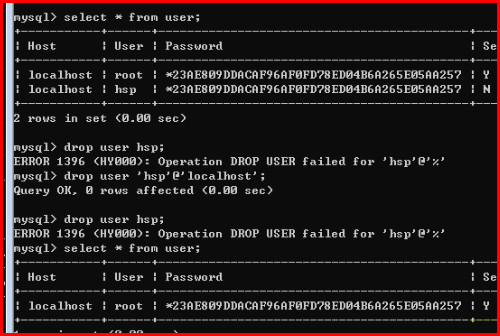 mysql> select * from user;
+-----------+------+-------------------------------------------+---
| Host | User | Password | Se
+-----------+------+-------------------------------------------+---
| localhost | root | *23AE809DDACAF96AF0FD78ED04B6A265E05AA257 | Y
| localhost | hsp | *23AE809DDACAF96AF0FD78ED04B6A265E05AA257 | N
+-----------+------+-------------------------------------------+---
2 rows in set (0.00 sec)
mysql> drop user hsp;
ERROR 1396 (HY000): Operation DROP USER failed for 'hsp'@'%'
mysql> drop user 'hsp'@'localhost';
Query OK, 0 rows affected (0.00 sec)
mysql> drop user hsp;
ERROR 1396 (HY000): Operation DROP USER failed for 'hsp'@'%'
mysql> select * from user;
+-----------+------+-------------------------------------------+---
| Host | User | Password | Se
+-----------+------+-------------------------------------------+---
| localhost | root | *23AE809DDACAF96AF0FD78ED04B6A265E05AA257 | Y
+-----------+------+-------------------------------------------+---